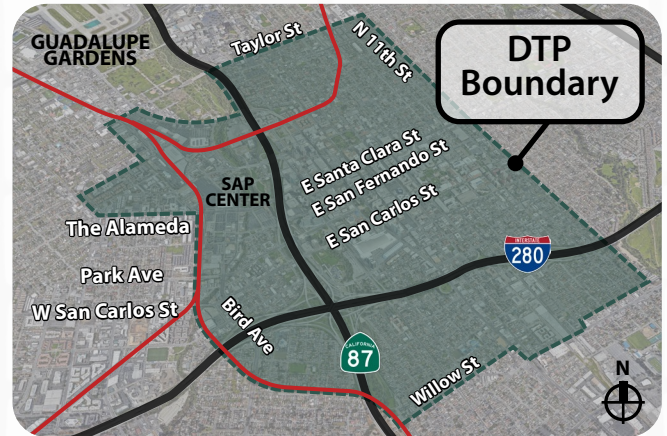 GUADALUPE
GARDENS
Taylor St
N 11th St
DTP
Boundary
E Santa Clara St
E San Fernando St
E San Carlos St
SAP
CENTER
The Alameda
Park Ave
W San Carlos St
Bird Ave
INTERSTATE
280
CALIFORNIA
87
Willow St
N